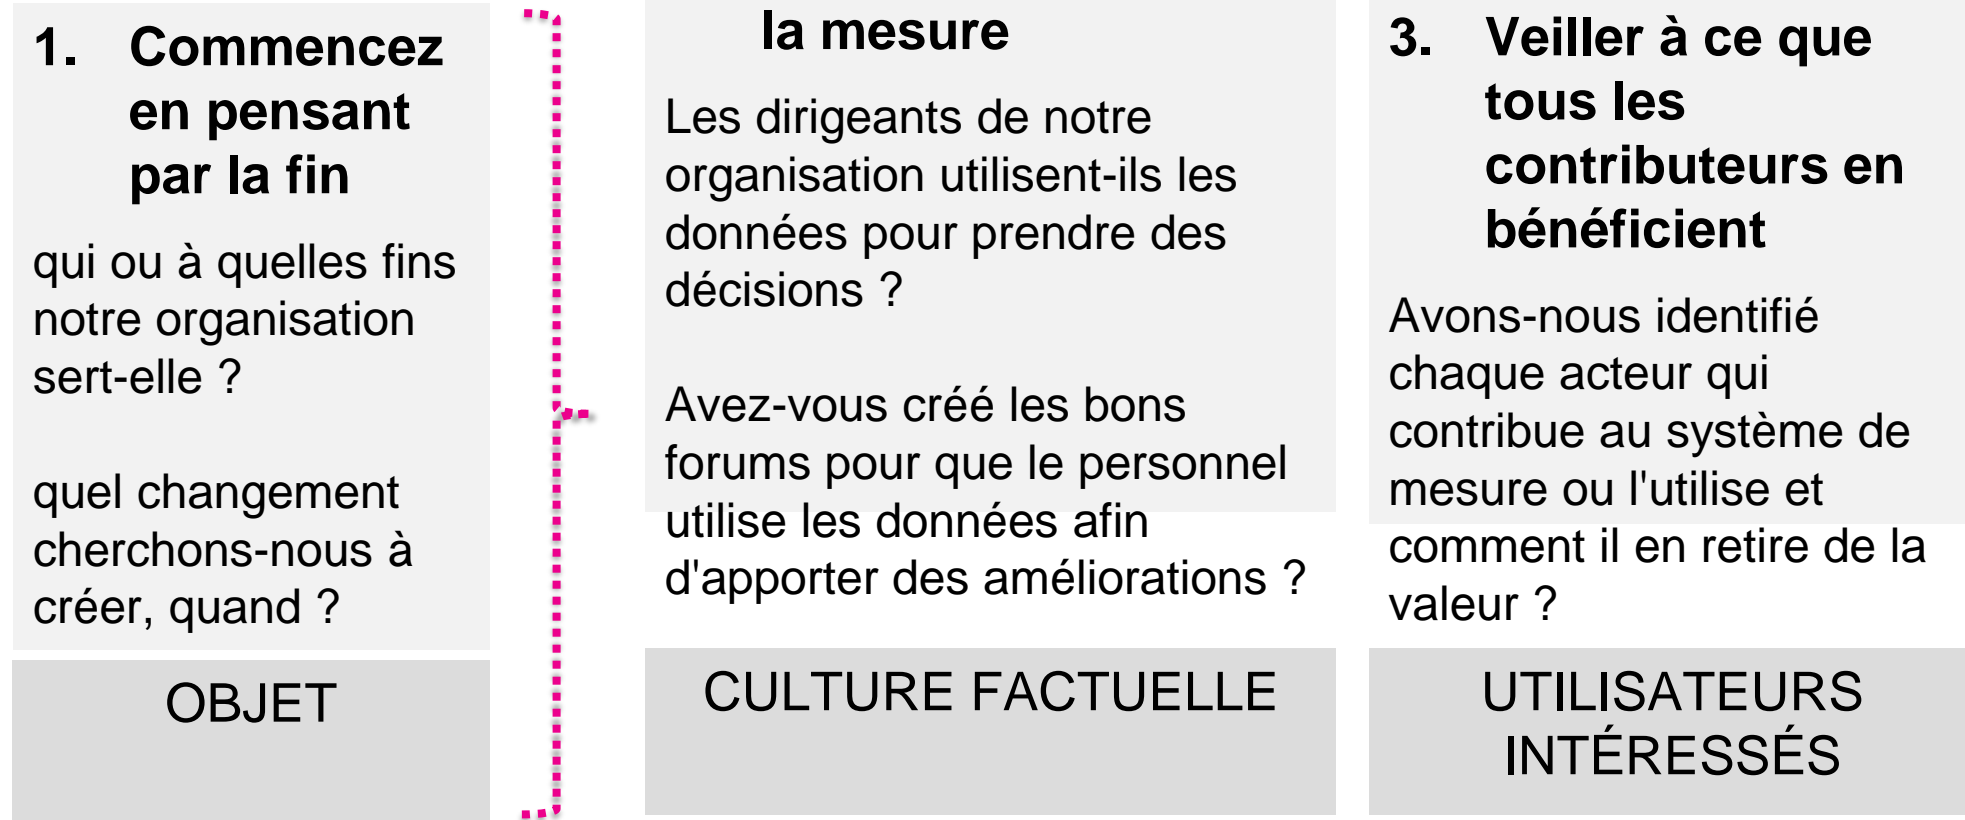 1. Commencez
en pensant
par la fin
qui ou à quelles fins
notre organisation
sert-elle ?
quel changement
cherchons-nous à
créer, quand ?
OBJET
la mesure
Les dirigeants de notre
organisation utilisent-ils les
données pour prendre des
décisions ?
Avez-vous créé les bons
forums pour que le personnel
utilise les données afin
d'apporter des améliorations ?
CULTURE FACTUELLE
3. Veiller à ce que
tous les
contributeurs en
bénéficient
Avons-nous identifié
chaque acteur qui
contribue au système de
mesure ou l'utilise et
comment il en retire de la
valeur ?
UTILISATEURS
INTÉRESSÉS